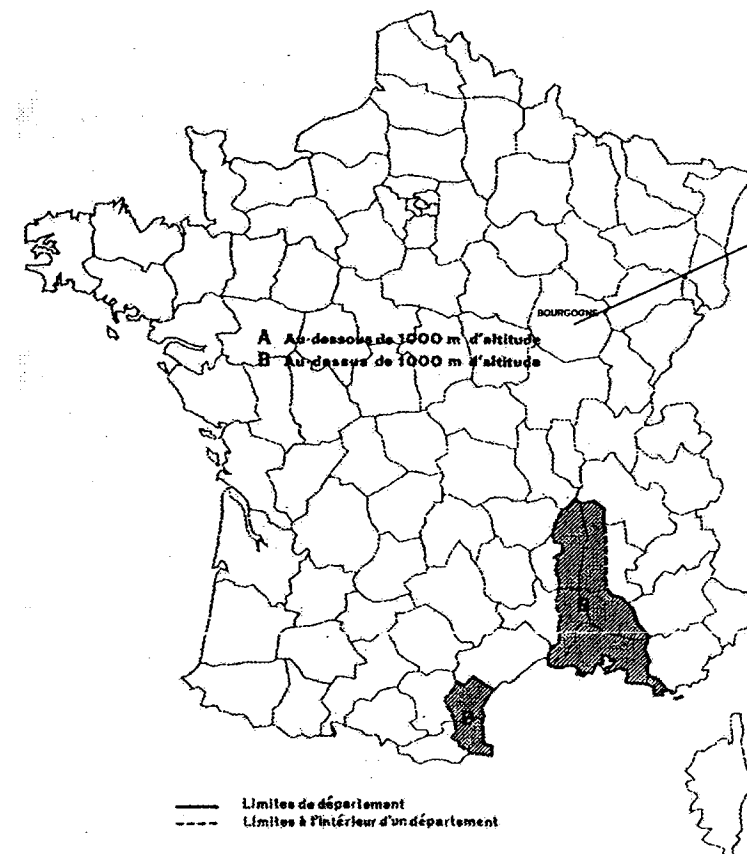 BOURGOGNE
A Au-dessous de 1000 m d'altitude
B Au-dessus de 1000 m d'altitude
B
B
Limites de département
Limites à l'intérieur d'un département